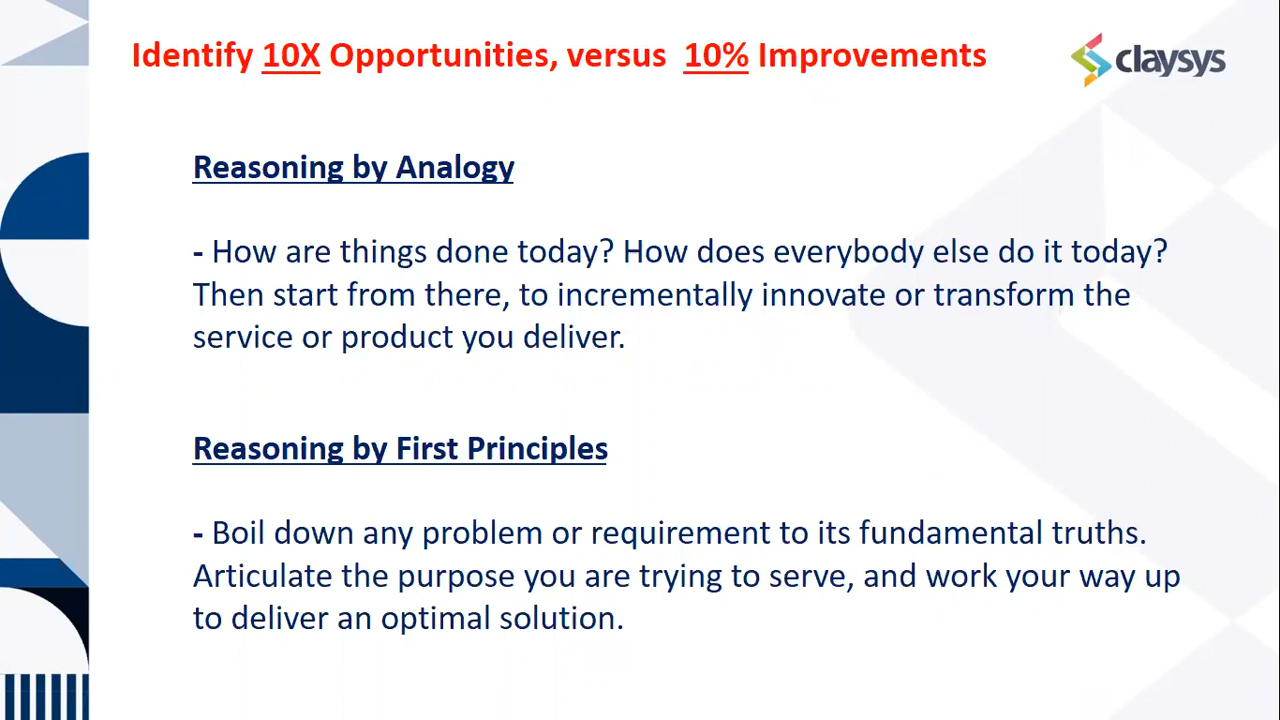 Identify 10X Opportunities, versus 10% Improvements
claysys
Reasoning by Analogy
- How are things done today? How does everybody else do it today?
Then start from there, to incrementally innovate or transform the
service or product you deliver.
Reasoning by First Principles
- Boil down any problem or requirement to its fundamental truths.
Articulate the purpose you are trying to serve, and work your way up
to deliver an optimal solution.